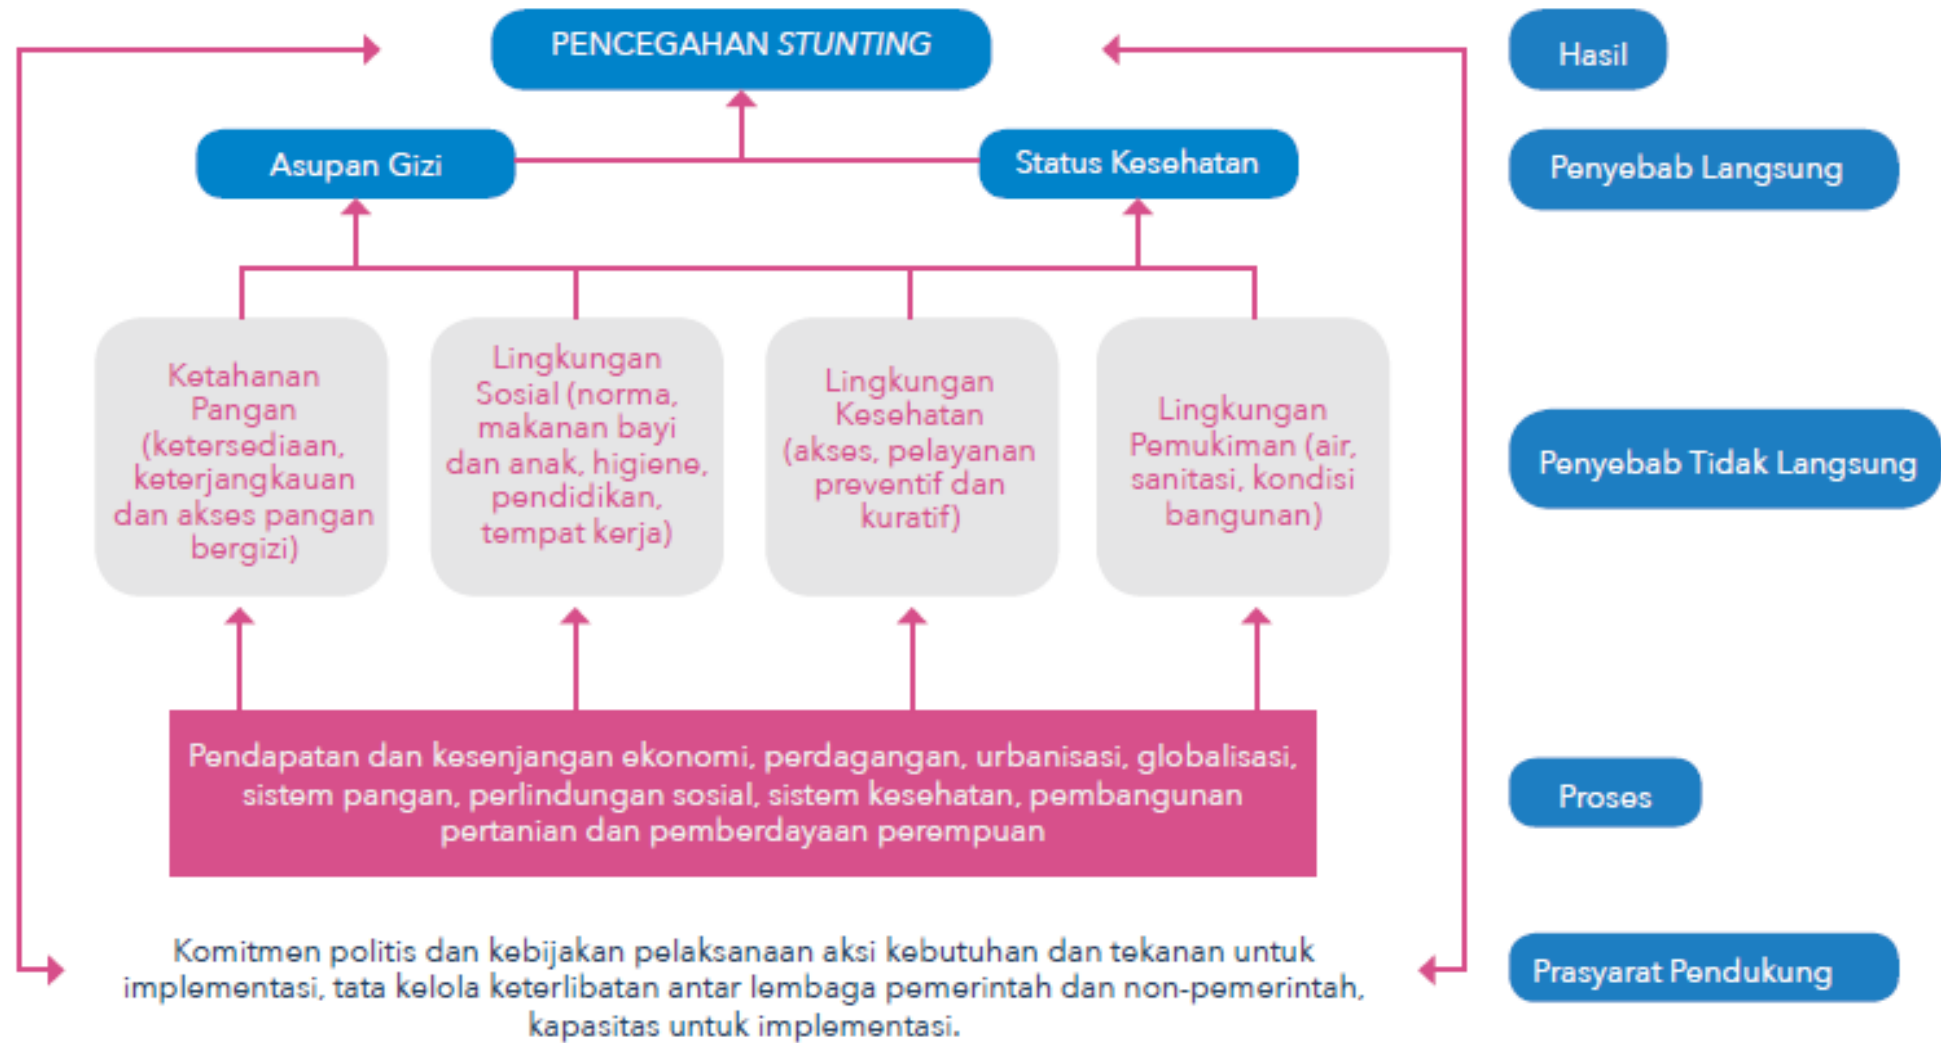 PENCEGAHAN STUNTING
Hasil
Asupan Gizi
Status Kesehatan
Penyebab Langsung
Ketahanan
Pangan
(ketersediaan,
keterjangkauan
dan akses pangan
bergizi)
Lingkungan
Sosial (norma,
makanan bayi
dan anak, higiene,
pendidikan,
tempat kerja)
Lingkungan
Kesehatan
(akses, pelayanan
preventif dan
kuratif)
Lingkungan
Pemukiman (air,
sanitasi, kondisi
bangunan)
Penyebab Tidak Langsung
Pendapatan dan kesenjangan ekonomi, perdagangan, urbanisasi, globalisasi,
sistem pangan, perlindungan sosial, sistem kesehatan, pembangunan
pertanian dan pemberdayaan perempuan
Proses
Komitmen politis dan kebijakan pelaksanaan aksi kebutuhan dan tekanan untuk
implementasi, tata kelola keterlibatan antar lembaga pemerintah dan non-pemerintah,
kapasitas untuk implementasi.
Prasyarat Pendukung